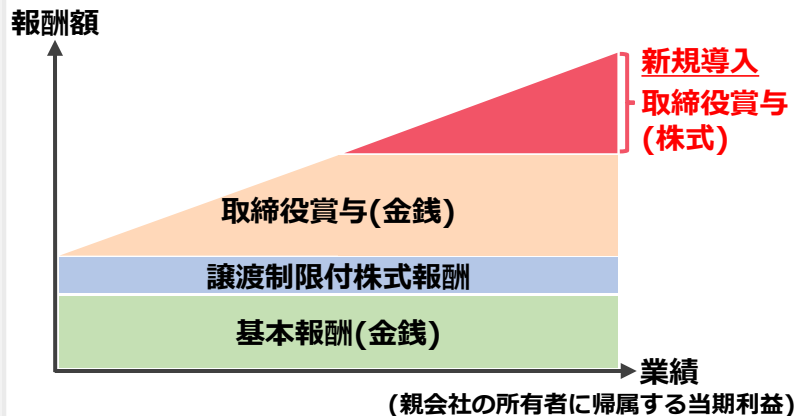 報酬額
新規導入
取締役賞与
(株式)
取締役賞与(金銭)
譲渡制限付株式報酬
基本報酬(金銭)
業績
(親会社の所有者に帰属する当期利益)